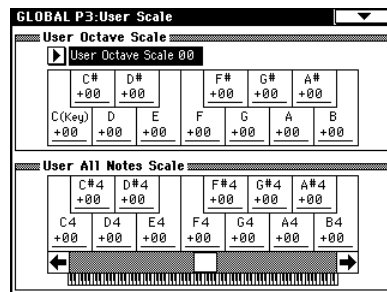 GLOBAL P3:User Scale
User Octave Scale
User Octave Scale 00
C# D# F# G# A#
+00 +00 +00 +00 +00
C(Key) D E F G A B
+00 +00 +00 +00 +00 +00 +00
User All Notes Scale
C#4 D#4 F#4 G#4 A#4
+00 +00 +00 +00 +00
C4 D4 E4 F4 G4 A4 B4
+00 +00 +00 +00 +00 +00 +00